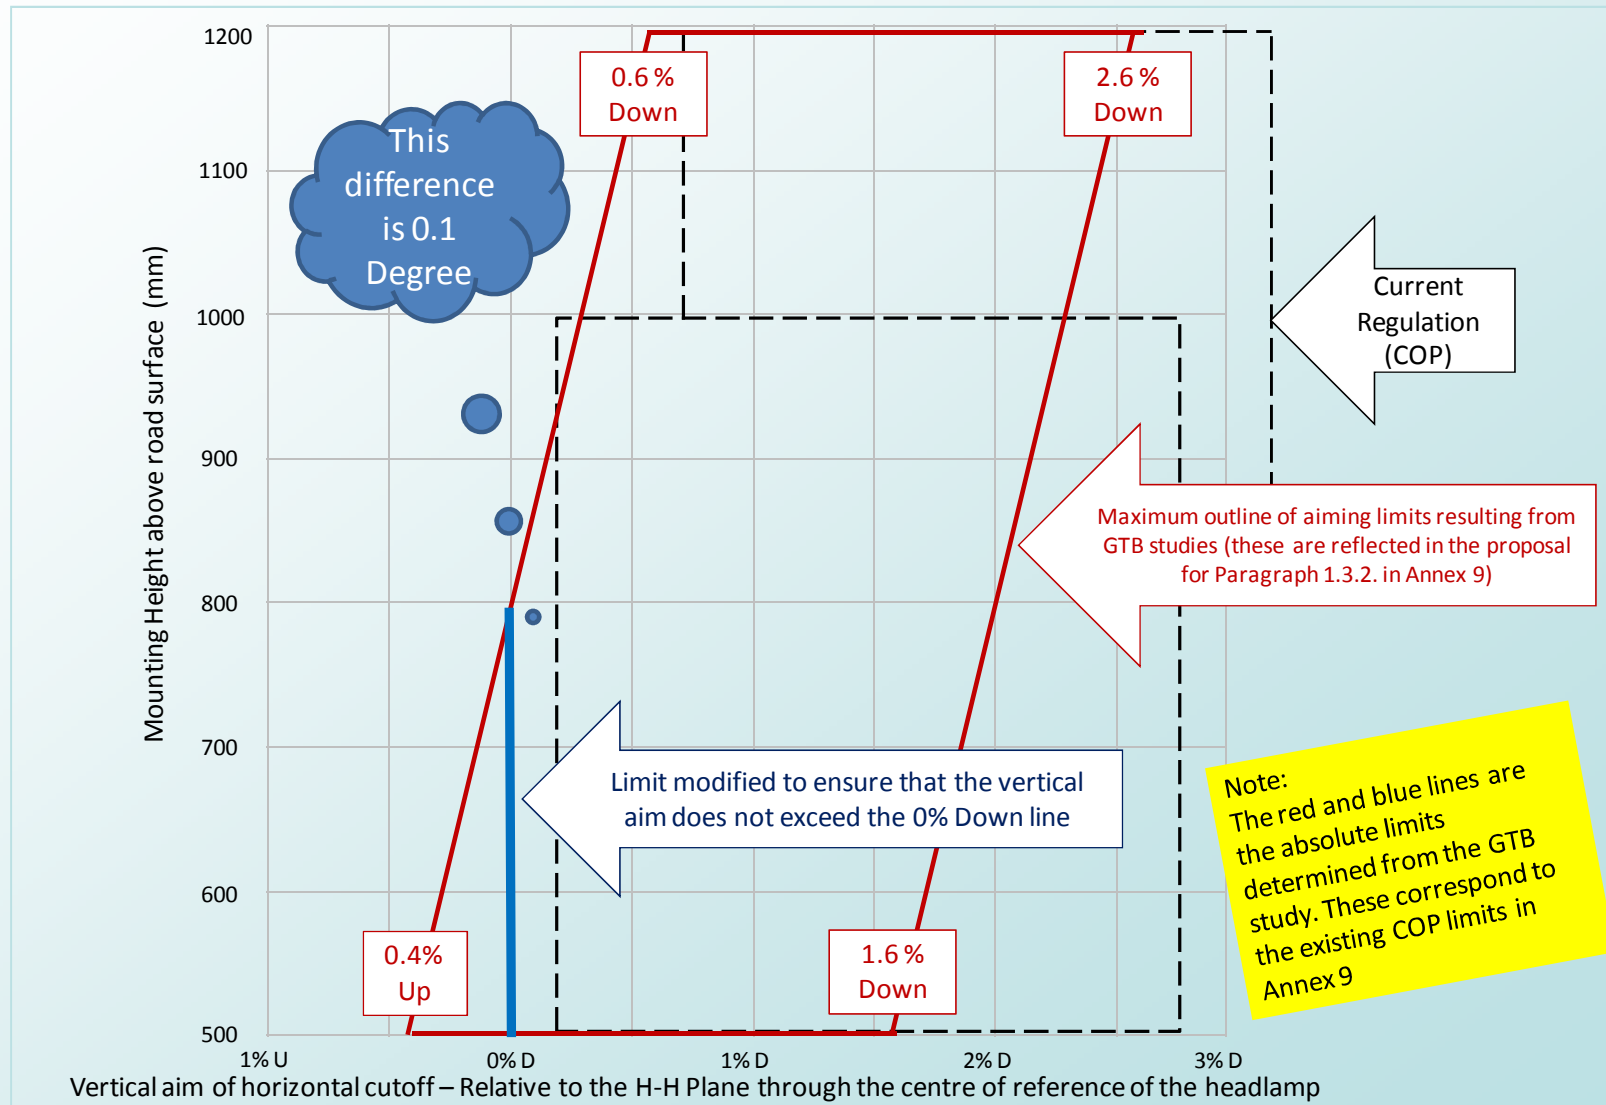 1200
1100
1000
900
800
700
600
500
Mounting Height above road surface (mm)
0.6 %
Down
2.6 %
Down
This
difference
is 0.1
Degree
Current
Regulation
(COP)
Maximum outline of aiming limits resulting from
GTB studies (these are reflected in the proposal
for Paragraph 1.3.2. in Annex 9)
Limit modified to ensure that the vertical
aim does not exceed the 0% Down line
Note:
The red and blue lines are
the absolute limits
determined from the GTB
study. These correspond to
the existing COP limits in
Annex 9
0.4%
Up
1.6 %
Down
1% U 0% D 1% D 2% D 3% D
Vertical aim of horizontal cutoff – Relative to the H-H Plane through the centre of reference of the headlamp